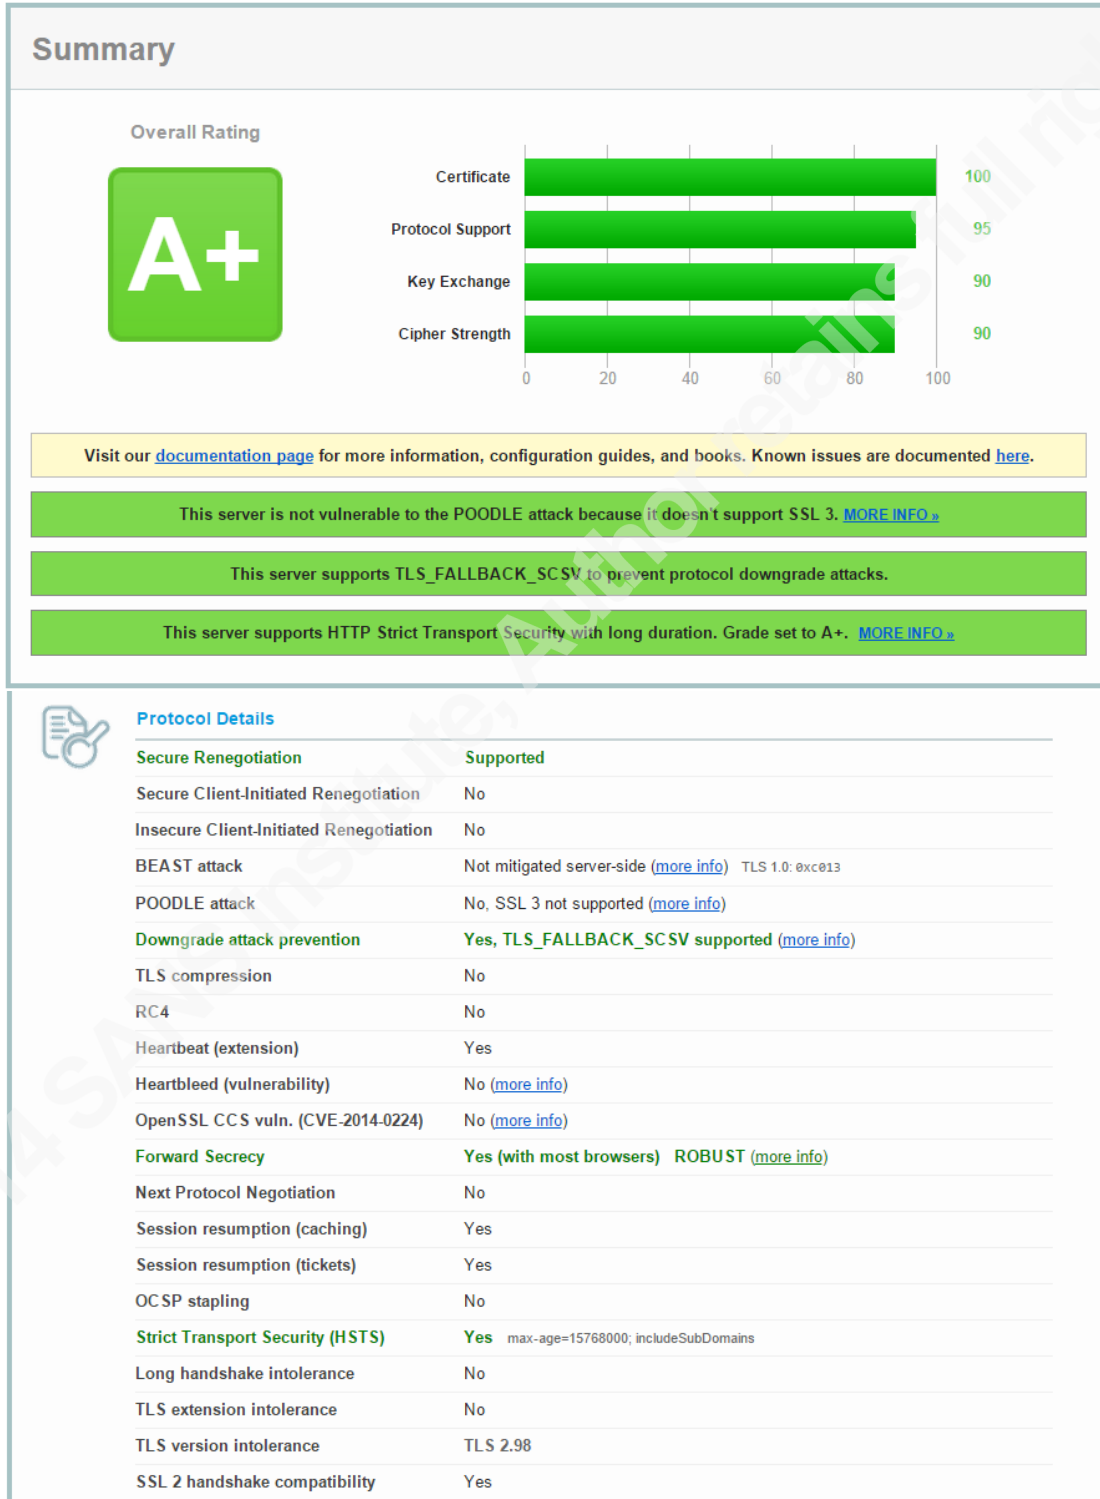 Summary
Overall Rating
A+
Certificate 100
Protocol Support 95
Key Exchange 90
Cipher Strength 90
0 20 40 60 80 100
Visit our documentation page for more information, configuration guides, and books. Known issues are documented here.
This server is not vulnerable to the POODLE attack because it doesn't support SSL 3. MORE INFO »
This server supports TLS_FALLBACK_SCSV to prevent protocol downgrade attacks.
This server supports HTTP Strict Transport Security with long duration. Grade set to A+. MORE INFO »
Protocol Details
Secure Renegotiation Supported
Secure Client-Initiated Renegotiation No
Insecure Client-Initiated Renegotiation No
BEAST attack Not mitigated server-side (more info) TLS 1.0: 0xc013
POODLE attack No, SSL 3 not supported (more info)
Downgrade attack prevention Yes, TLS_FALLBACK_SCSV supported (more info)
TLS compression No
RC4 No
Heartbeat (extension) Yes
Heartbleed (vulnerability) No (more info)
OpenSSL CCS vuln. (CVE-2014-0224) No (more info)
Forward Secrecy Yes (with most browsers) ROBUST (more info)
Next Protocol Negotiation No
Session resumption (caching) Yes
Session resumption (tickets) Yes
OCSP stapling No
Strict Transport Security (HSTS) Yes max-age=15768000; includeSubDomains
Long handshake intolerance No
TLS extension intolerance No
TLS version intolerance TLS 2.98
SSL 2 handshake compatibility Yes
14 SANS Institute, Author retains full rig